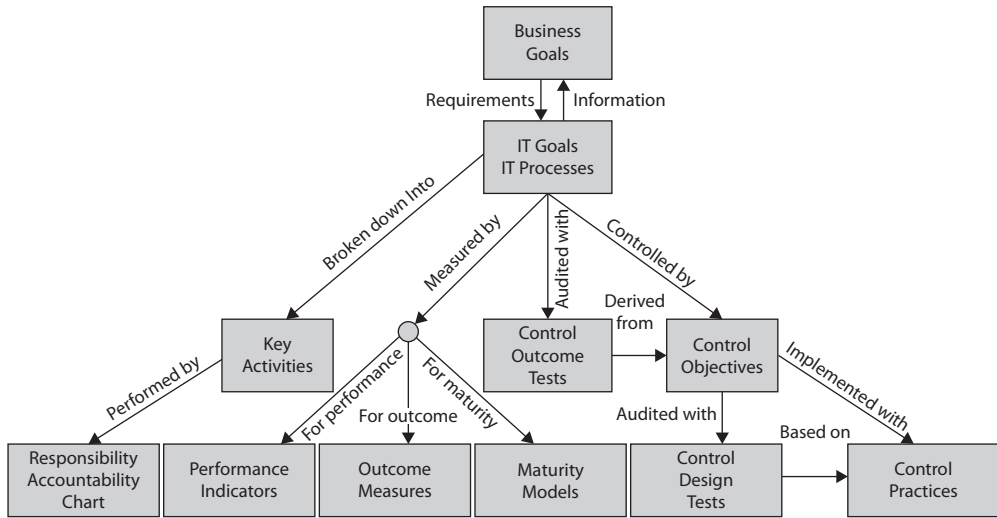 Business
Goals
Requirements
Information
IT Goals
IT Processes
Broken down Into
Measured by
Audited with
Controlled by
Derived
from
Key
Activities
Control
Outcome
Tests
Control
Objectives
Performed by
For performance
For outcome
For maturity
Audited with
Implemented with
Based on
Responsibility
Accountability
Chart
Performance
Indicators
Outcome
Measures
Maturity
Models
Control
Design
Tests
Control
Practices